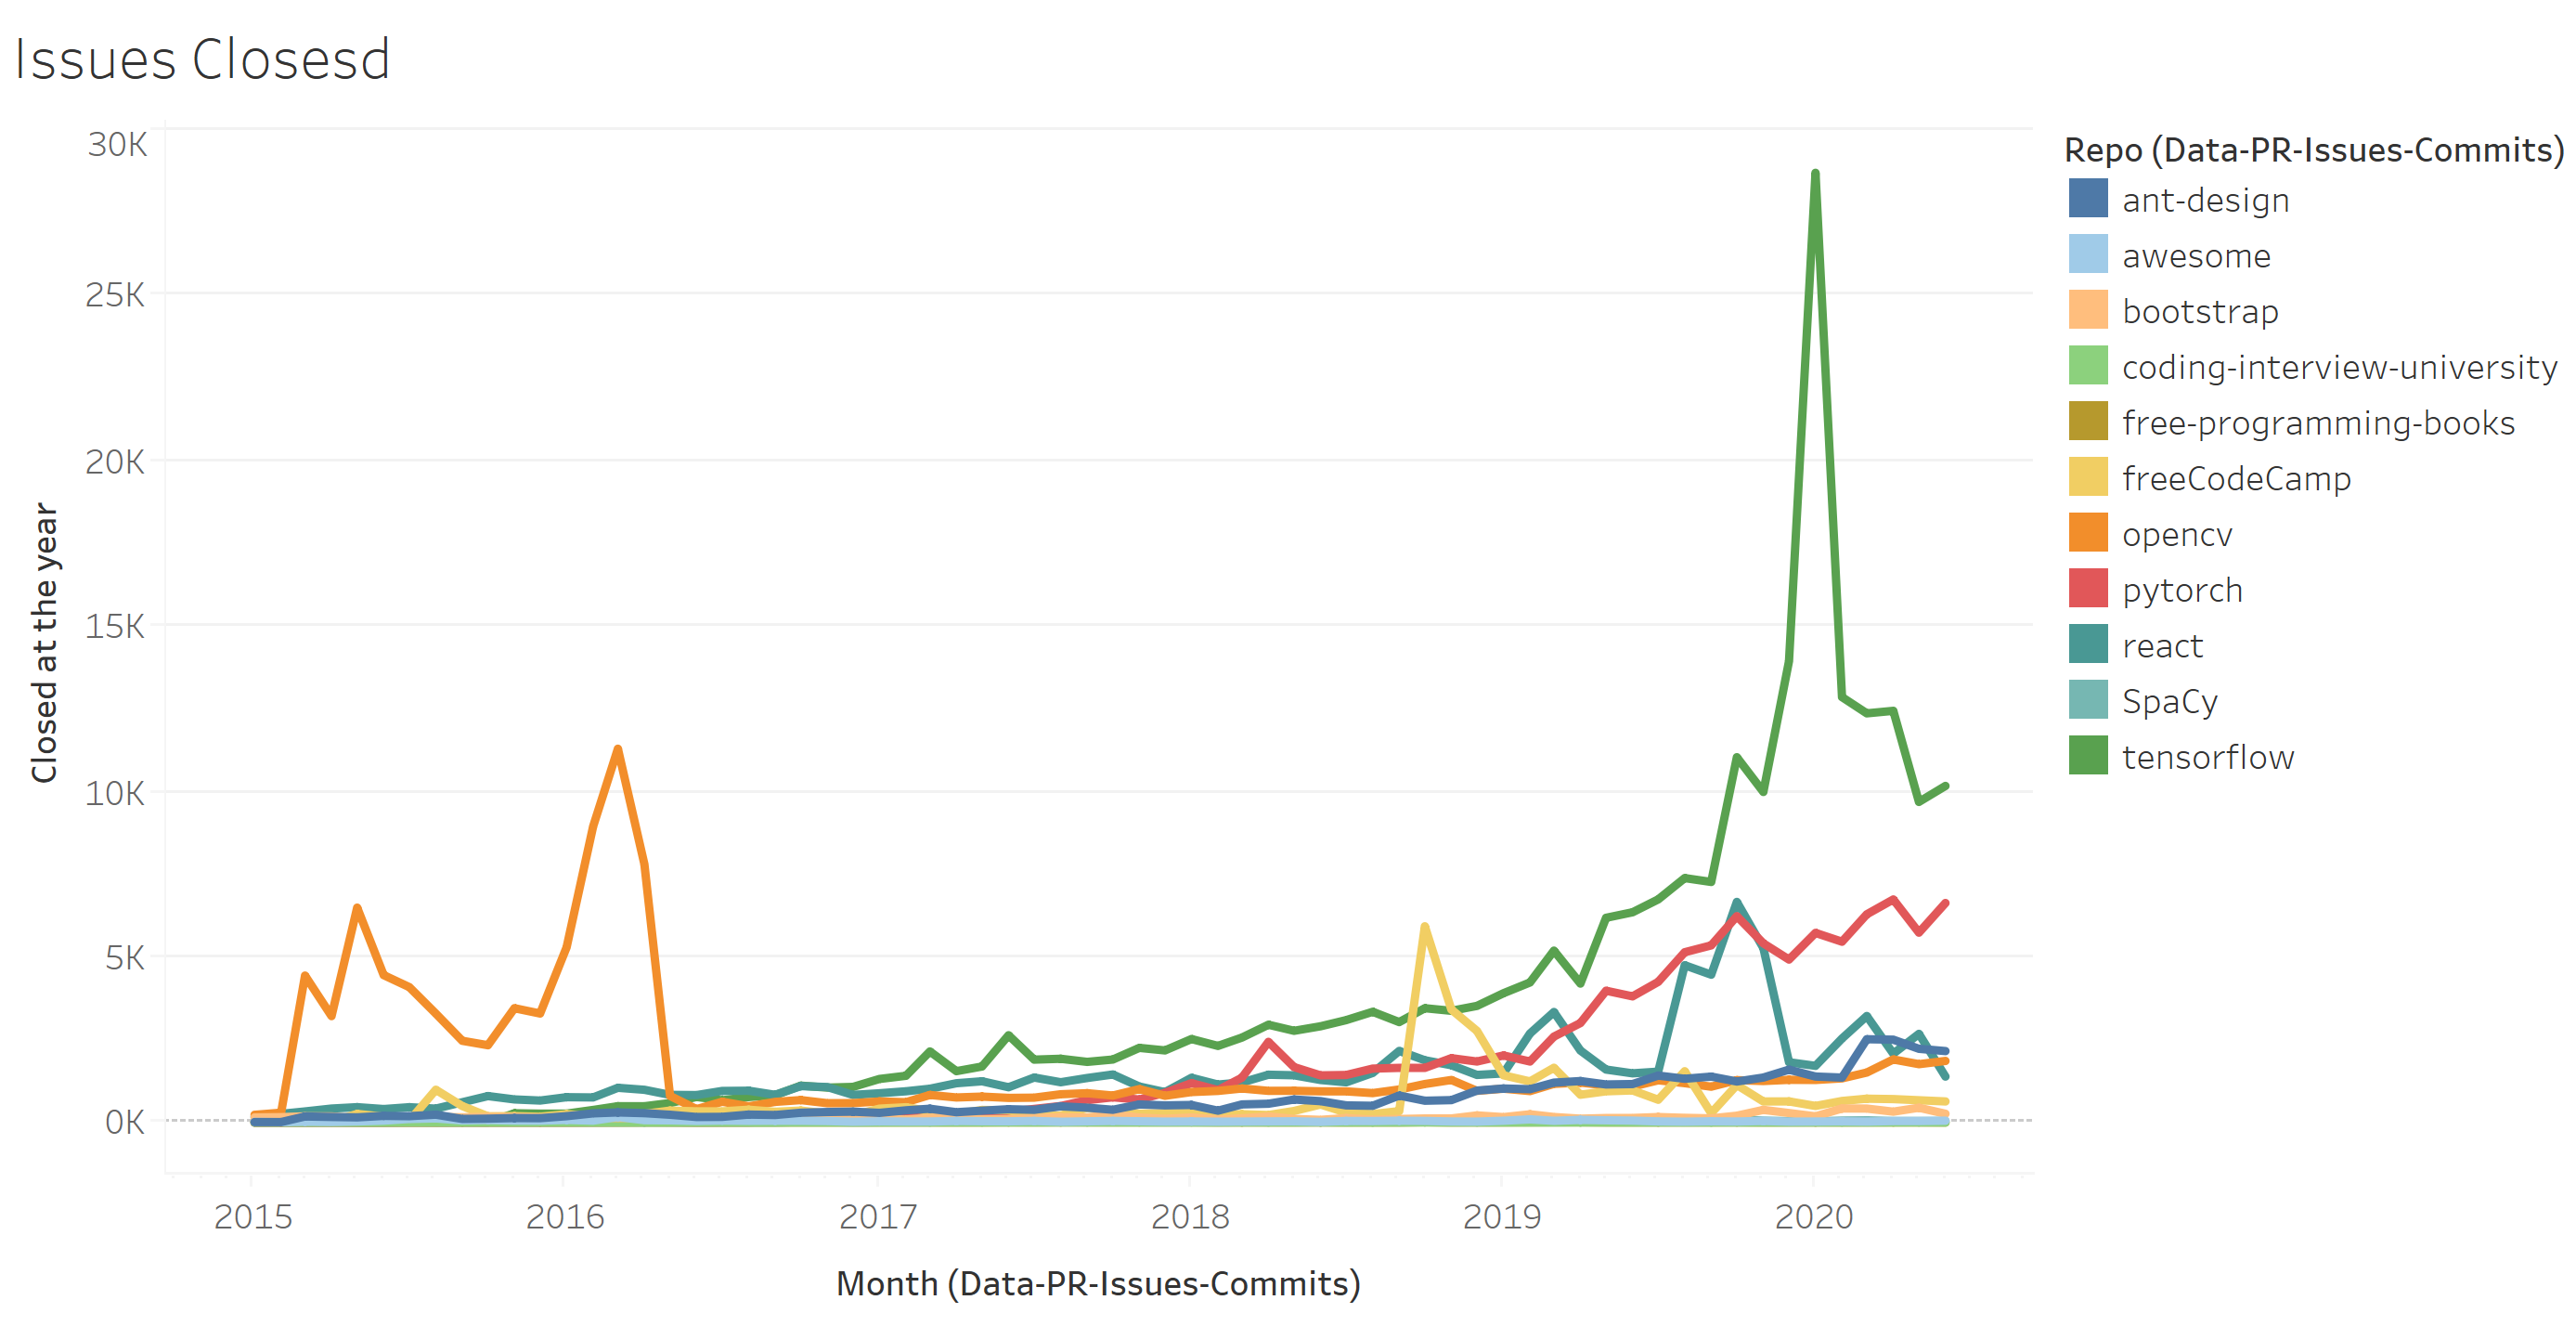 Issues Closesd
30K
25K
20K
15K
10K
5K
0K
Closed at the year
2015 2016 2017 2018 2019 2020
Month (Data-PR-Issues-Commits)
Repo (Data-PR-Issues-Commits)
ant-design
awesome
bootstrap
coding-interview-university
free-programming-books
freeCodeCamp
opencv
pytorch
react
SpaCy
tensorflow